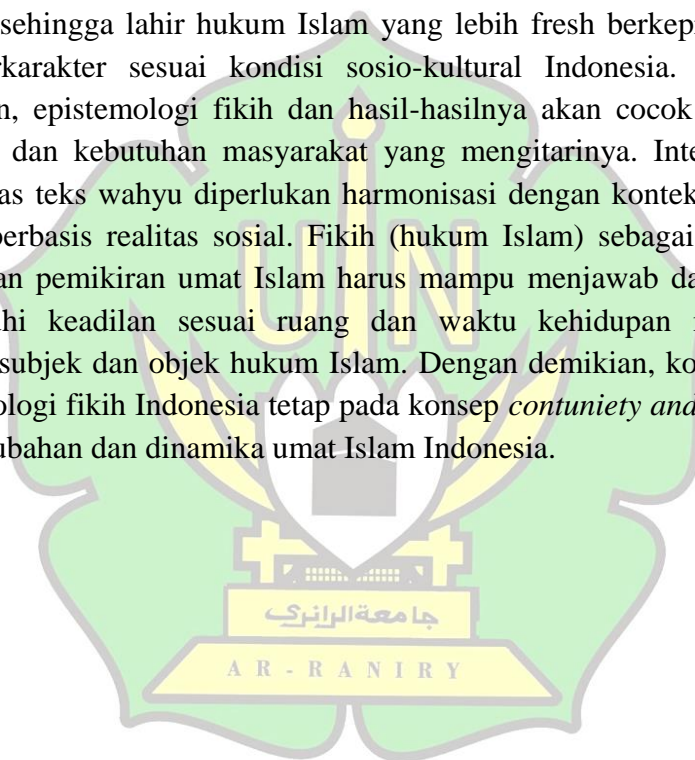 sehingga lahir hukum Islam yang lebih fresh berkepr
rkarakter sesuai kondisi sosio-kultural Indonesia.
n, epistemologi fikih dan hasil-hasilnya akan cocok
dan kebutuhan masyarakat yang mengitarinya. Inte
as teks wahyu diperlukan harmonisasi dengan kontek
berbasis realitas sosial. Fikih (hukum Islam) sebagai
an pemikiran umat Islam harus mampu menjawab da
hi keadilan sesuai ruang dan waktu kehidupan
subjek dan objek hukum Islam. Dengan demikian, ko
ologi fikih Indonesia tetap pada konsep contuniety and
ubahan dan dinamika umat Islam Indonesia.
UIN
جامعةالرانري
AR-RANIRY